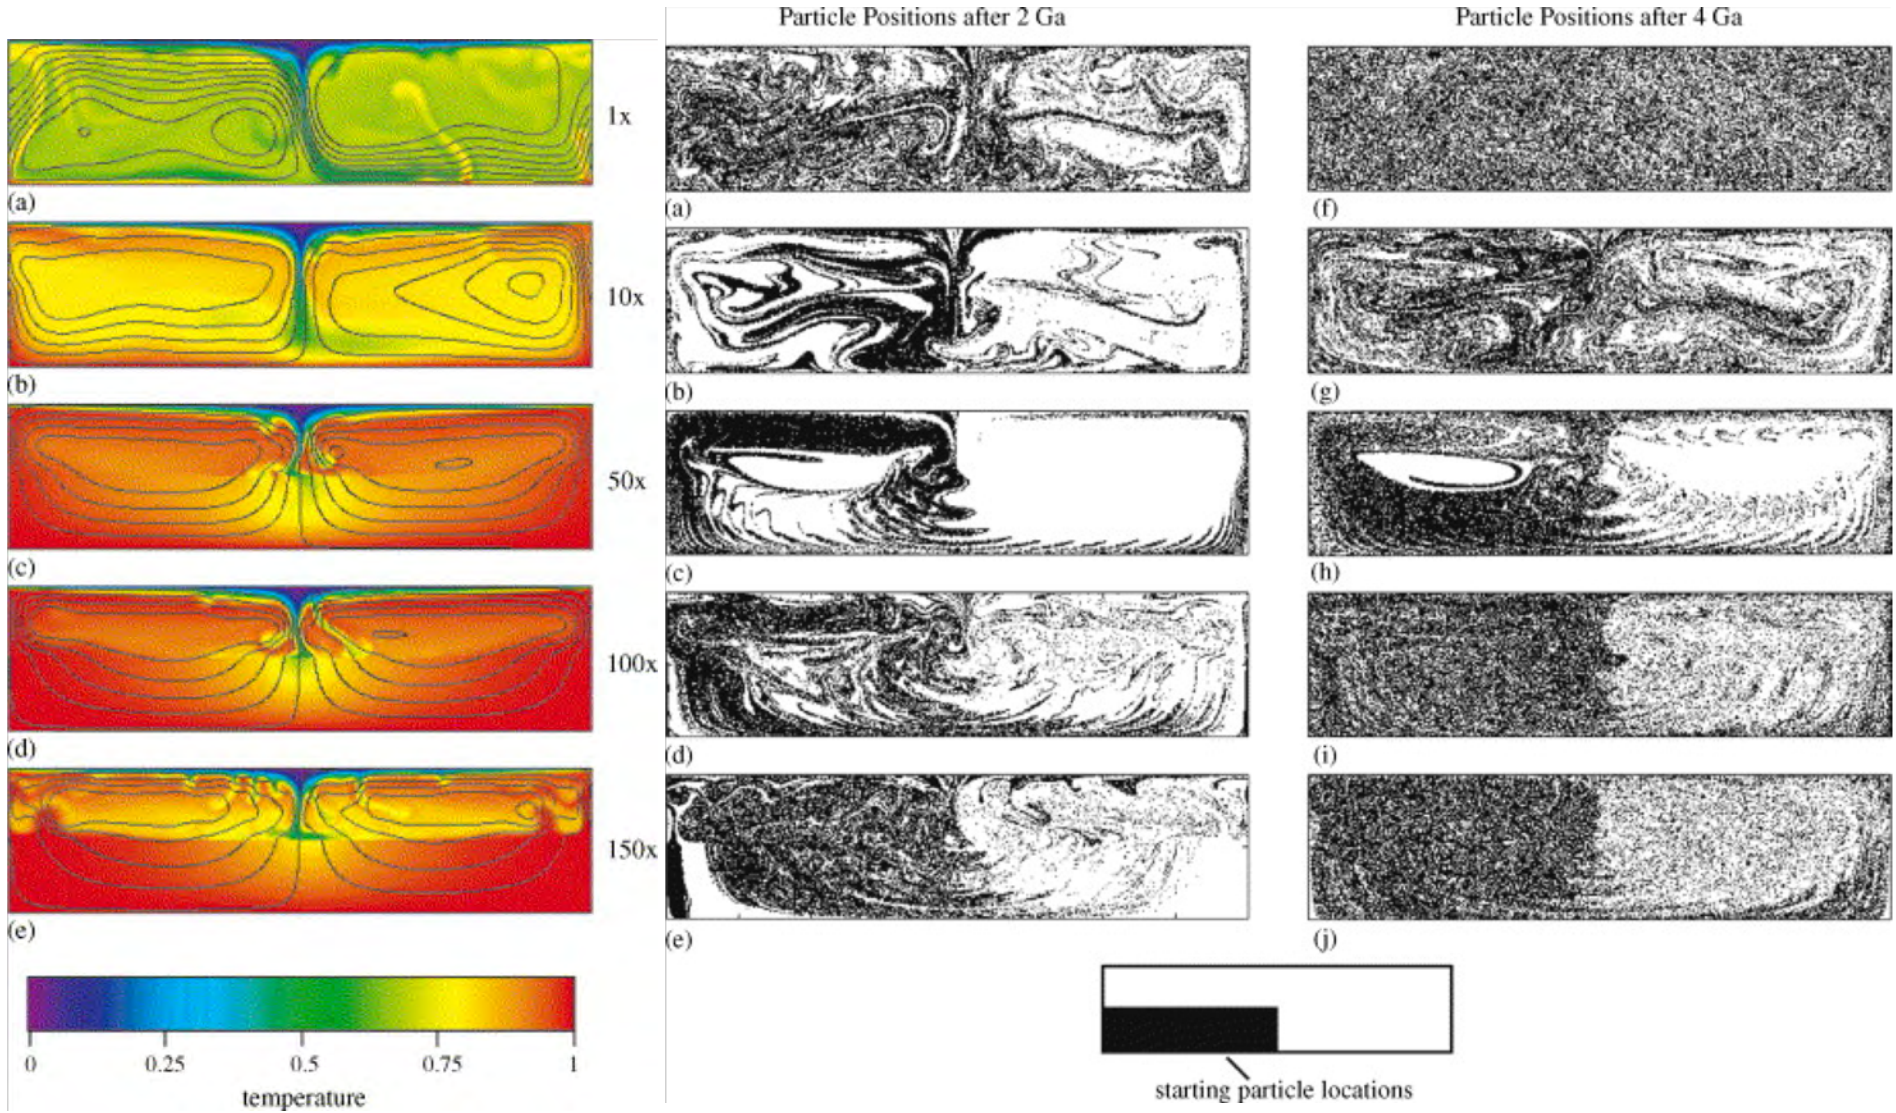 Particle Positions after 2 Ga
Particle Positions after 4 Ga
1x
(a)
(a)
(f)
10x
(b)
(b)
(g)
50x
(c)
(c)
(h)
100x
(d)
(d)
(i)
150x
(e)
(e)
(j)
0
0.25
0.5
0.75
1
temperature
starting particle locations